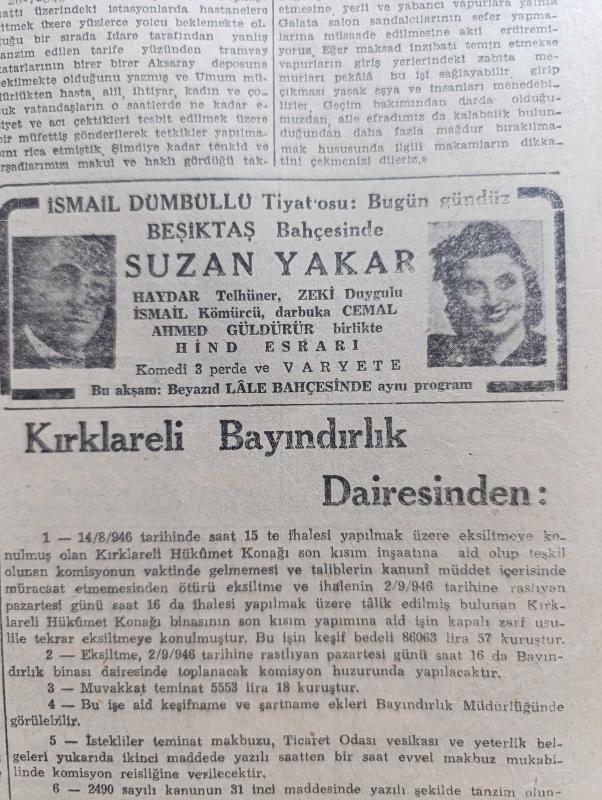 hattı üzerindeki istasyonlarda hastanelere
gitmek üzere yüzlerce yolcu beklemekte ol-
duğu bir sırada İdare tarafından yanlış
tanzim edilen tarife yüzünden tramvay
katarlarının birer birer Aksaray deposuna
çekilmekte olduğunu yazmış ve Umum mü-
dürlükten hasta, alil, ihtiyar, kadın ve ço-
cuk vatandaşların o saatlerde ne kadar e-
ziyet ve acı çektikleri tesbit edilmek üzere
bir müfettiş gönderilerek tetkikler yapılma-
sını rica etmiştik. Şimdiye kadar tenkid ve
irşadlarımızı makul ve haklı gördüğü tak-
etmesine, yerli ve yabancı vapurlara yalnız
Galata salon sandalcılarının sefer yapma-
larına müsaade edilmesine akıl erdiremi-
yoruz. Eğer maksad inzibatı temin etmekse
vapurların giriş yerlerindeki zabıta me-
murları pekâlâ bu işi sağlayabilir, girip
çıkması yasak eşya ve insanları menedebi-
lirler. Geçim bakımından darda olduğu-
muzdan, aile efradımız da kalabalık bulun-
duğundan daha fazla mağdur bırakılma-
mak hususunda ilgili makamların dikka-
tini çekmenizi dileriz.»
İSMAİL DÜMBÜLLÜ Tiyatrosu: Bugün gündüz
BEŞİKTAŞ Bahçesinde
SUZAN YAKAR
HAYDAR Telhüner, ZEKİ Duygulu
İSMAİL Kömürcü, darbuka CEMAL
AHMED GÜLDÜRÜR birlikte
HİND ESRARI
Komedi 3 perde ve VARYETE
Bu akşam: Beyazıd LÂLE BAHÇESİNDE aynı program
Kırklareli Bayındırlık
Dairesinden:
1 — 14/8/946 tarihinde saat 15 te ihalesi yapılmak üzere eksiltmeye ko-
nulmuş olan Kırklareli Hükûmet Konağı son kısım inşaatına aid olup teşkil
olunan komisyonun vaktinde gelmemesi ve taliblerin kanunî müddet içerisinde
müracaat etmemesinden ötürü eksiltme ve ihalenin 2/9/946 tarihine raslıyan
pazartesi günü saat 16 da ihalesi yapılmak üzere tâlik edilmiş bulunan Kırk-
lareli Hükûmet Konağı binasının son kısım yapımına aid işin kapalı zarf usu-
lile tekrar eksiltmeye konulmuştur. Bu işin keşif bedeli 86063 lira 57 kuruştur.
2 — Eksiltme, 2/9/946 tarihine rastlıyan pazartesi günü saat 16 da Bayın-
dırlık binası dairesinde toplanacak komisyon huzurunda yapılacaktır.
3 — Muvakkat teminat 5553 lira 18 kuruştur.
4 — Bu işe aid keşifname ve şartname ekleri Bayındırlık Müdürlüğünde
görülebilir.
5 — İstekliler teminat makbuzu, Ticaret Odası vesikası ve yeterlik bel-
geleri yukarıda ikinci maddede yazılı saatten bir saat evvel makbuz mukabi-
linde komisyon reisliğine verilecektir.
6 — 2490 sayılı kanunun 31 inci maddesinde yazılı şekilde tanzim olun-